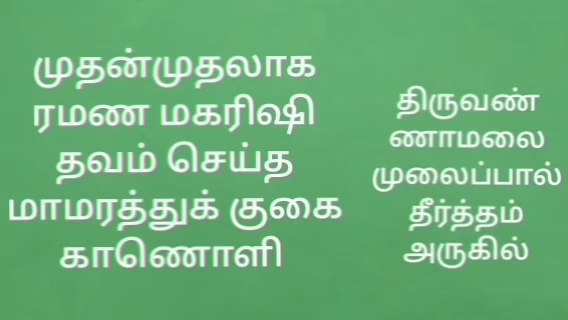 முதன்முதலாக
ரமண மகரிஷி
தவம் செய்த
மாமரத்துக் குகை
காணொளி
திருவண்
ணாமலை
முலைப்பால்
தீர்த்தம்
அருகில்